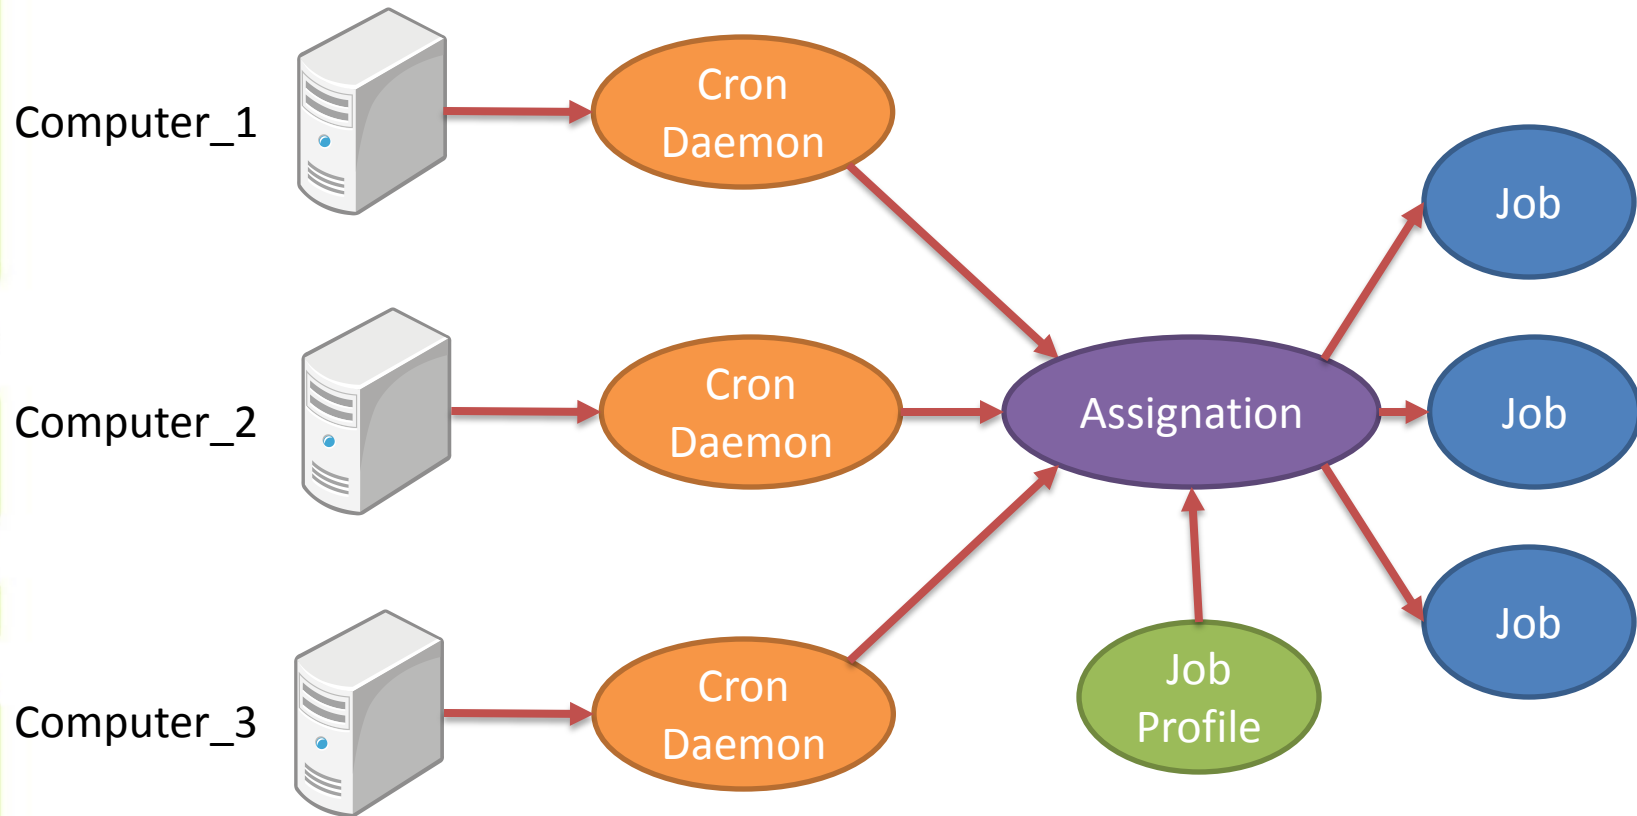 Computer_1
Cron
Daemon
Job
Computer_2
Cron
Daemon
Assignation
Job
Computer_3
Cron
Daemon
Job
Profile
Job